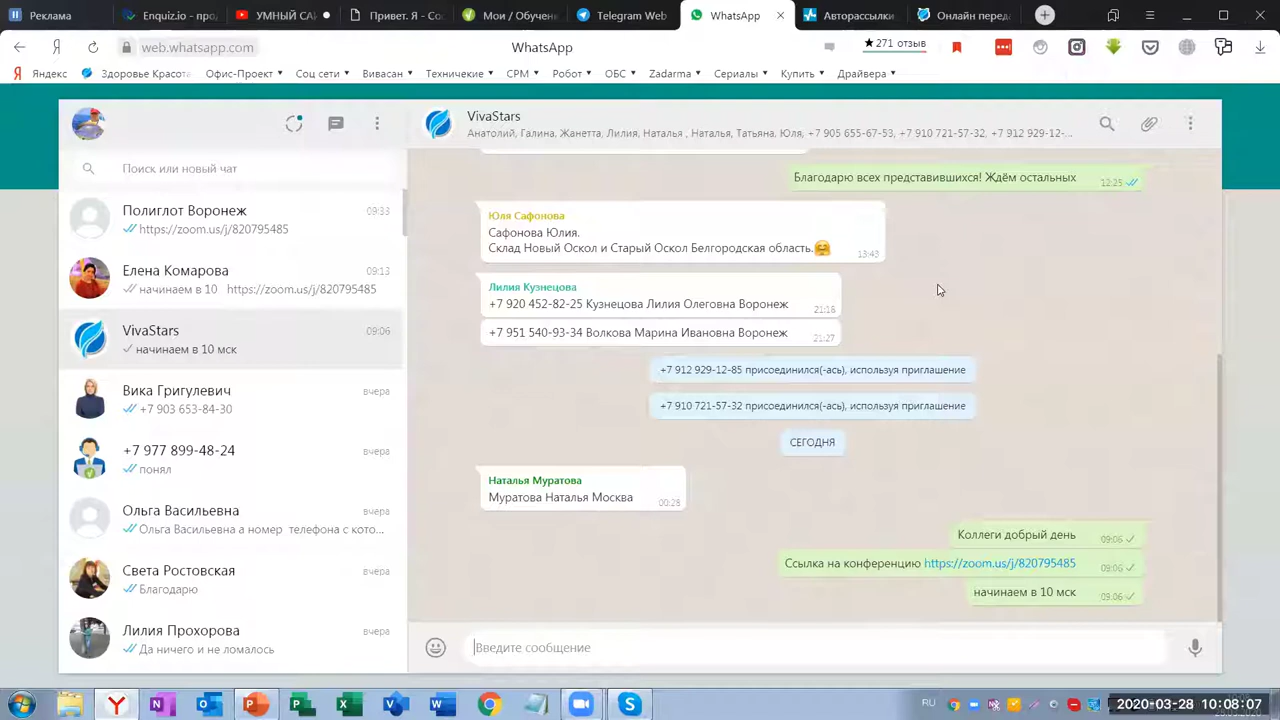 Реклама
Enquiz.io - про
УМНЫЙ САЙ
Привет. Я - Со
Мои / Обучен
Telegram Web
WhatsApp
Авторассылки
Онлайн перед
web.whatsapp.com
WhatsApp
★271 отзыв
Яндекс
Здоровье Красота
Офис-Проект
Соц сети
Вивасан
Технические
СРМ
Робот
ОБС
Zadarma
Сериалы
Купить
Драйвера
VivaStars
Анатолий, Галина, Жанетта, Лилия, Наталья , Наталья, Татьяна. Юля, +7 905 655-67-53, +7 910 721-57-32, +7 912 929-12-...
Поиск или новый чат
Полиглот Воронеж
09:33
https://zoom.us/j/820795485
Елена Комарова
09:13
начинаем в 10 https://zoom.us/j/820795485
VivaStars
09:06
начинаем в 10 мск
Вика Григулевич
вчера
+7 903 653-84-30
+7 977 899-48-24
вчера
понял
Ольга Васильевна
вчера
Ольга Васильевна а номер телефона с кото...
Света Ростовская
вчера
Благодарю
Лилия Прохорова
вчера
Да ничего и не ломалось
Благодарю всех представившихся! Ждём остальных
12:25
Юля Сафонова
Сафонова Юлия.
Склад Новый Оскол и Старый Оскол Белгородская область.🤗
13:43
Лилия Кузнецова
+7 920 452-82-25 Кузнецова Лилия Олеговна Воронеж
21:18
+7 951 540-93-34 Волкова Марина Ивановна Воронеж
21:27
+7 912 929-12-85 присоединился(-ась), используя приглашение
+7 910 721-57-32 присоединился(-ась), используя приглашение
СЕГОДНЯ
Наталья Муратова
Муратова Наталья Москва
00:28
Коллеги добрый день
09:06
Ссылка на конференцию https://zoom.us/j/820795485
09:06
начинаем в 10 мск
09:06
Введите сообщение
RU
2020-03-28 10:08:07